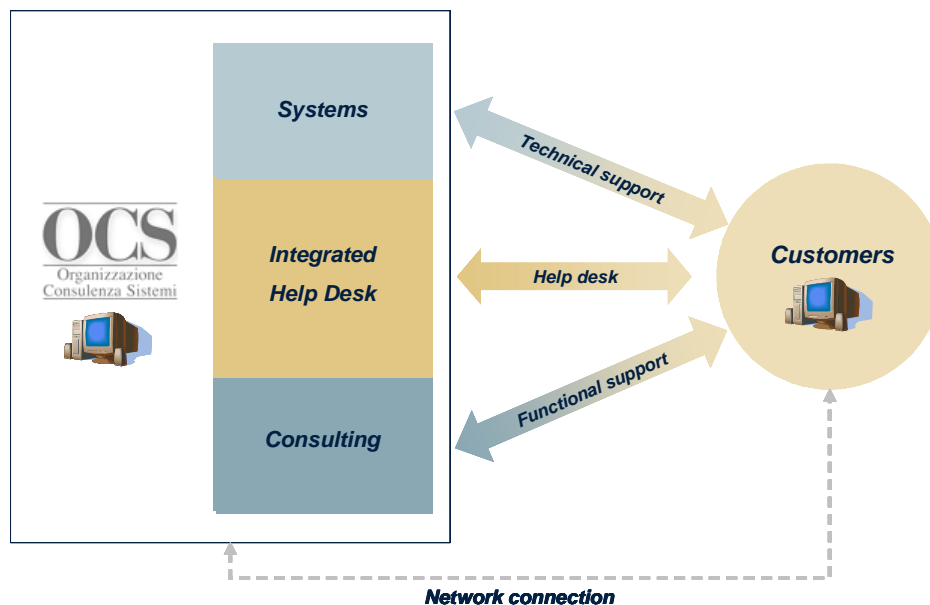 OCS
Organizzazione
Consulenza Sistemi
Systems
Integrated
Help Desk
Consulting
Technical support
Help desk
Functional support
Customers
Network connection